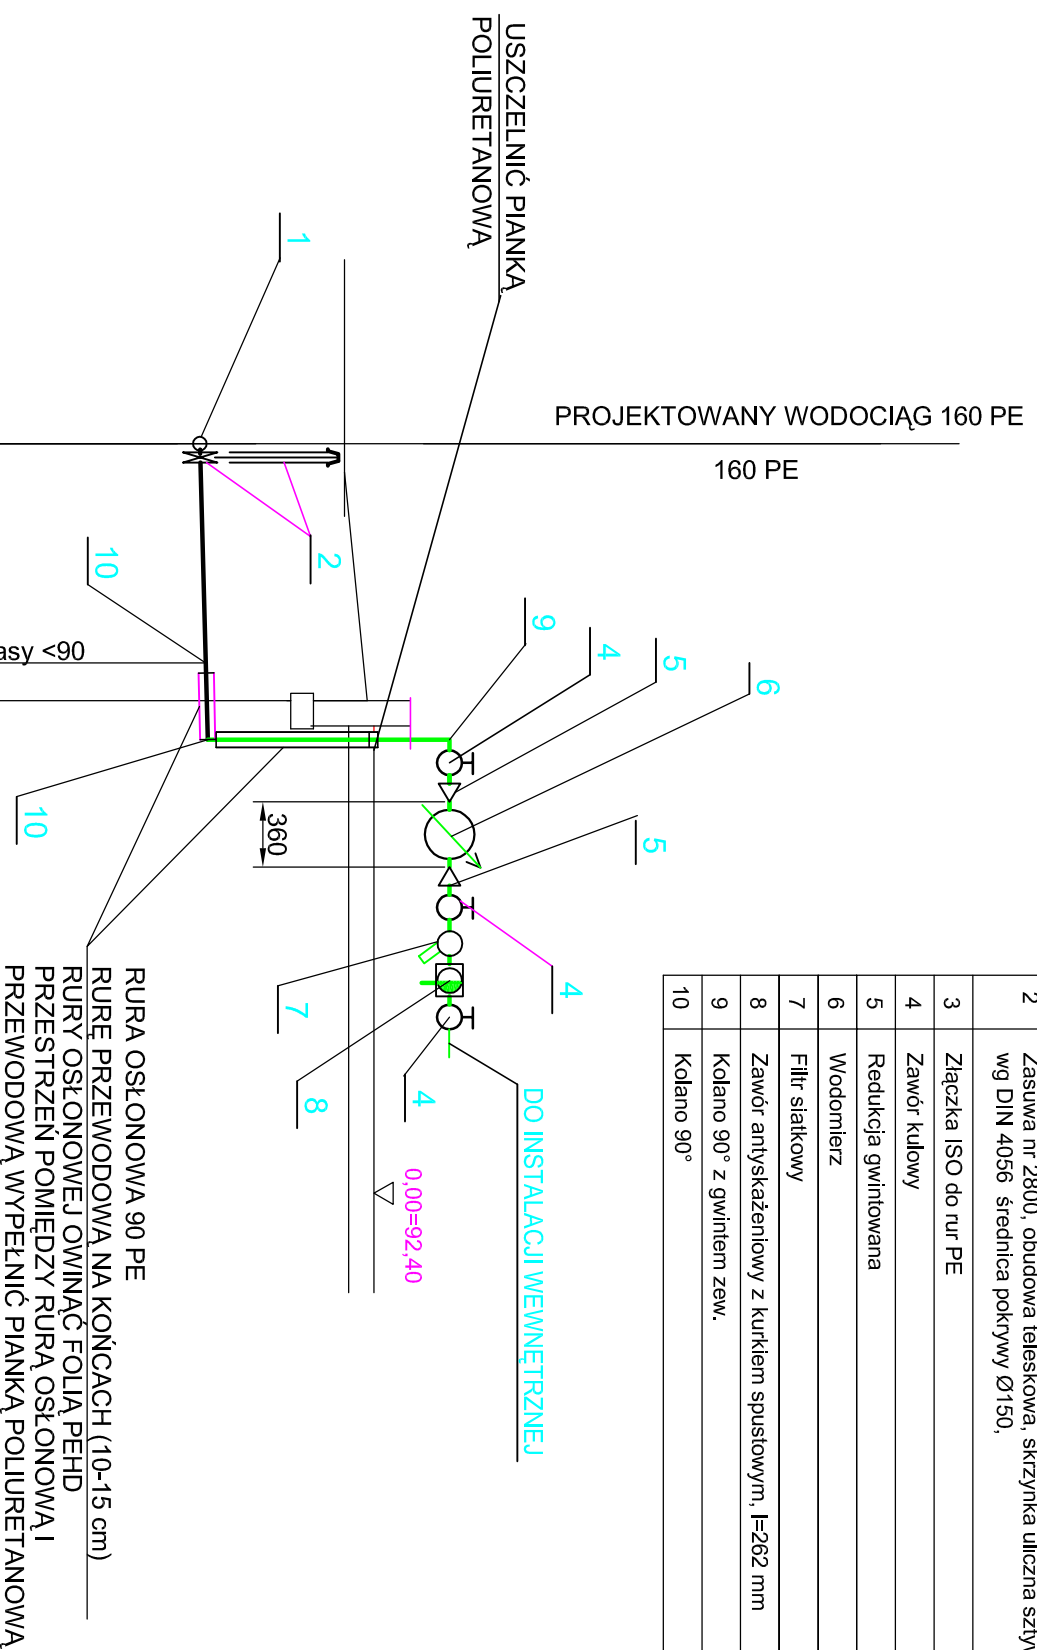 USZCZELNIĆ PIANKĄ
POLIURETANOWĄ
PROJEKTOWANY WODOCIĄG 160 PE
160 PE
1
2
10
asy <90
9
4
5
6
10
360
5
4
7
8
4
DO INSTALACJI WEWNĘTRZNEJ
0,00=92,40
RURA OSŁONOWA 90 PE
RURĘ PRZEWODOWĄ NA KOŃCACH (10-15 cm)
RURY OSŁONOWEJ OWINĄĆ FOLIĄ PEHD
PRZESTRZEŃ POMIĘDZY RURĄ OSŁONOWĄ I
PRZEWODOWĄ WYPEŁNIĆ PIANKĄ POLIURETANOWĄ
2 Zasuwa nr 2800, obudowa teleskowa, skrzynka uliczna sztyw
wg DIN 4056 średnica pokrywy Ø150,
3 Złączka ISO do rur PE
4 Zawór kulowy
5 Redukcja gwintowana
6 Wodomierz
7 Filtr siatkowy
8 Zawór antyskażeniowy z kurkiem spustowym, l=262 mm
9 Kolano 90° z gwintem zew.
10 Kolano 90°